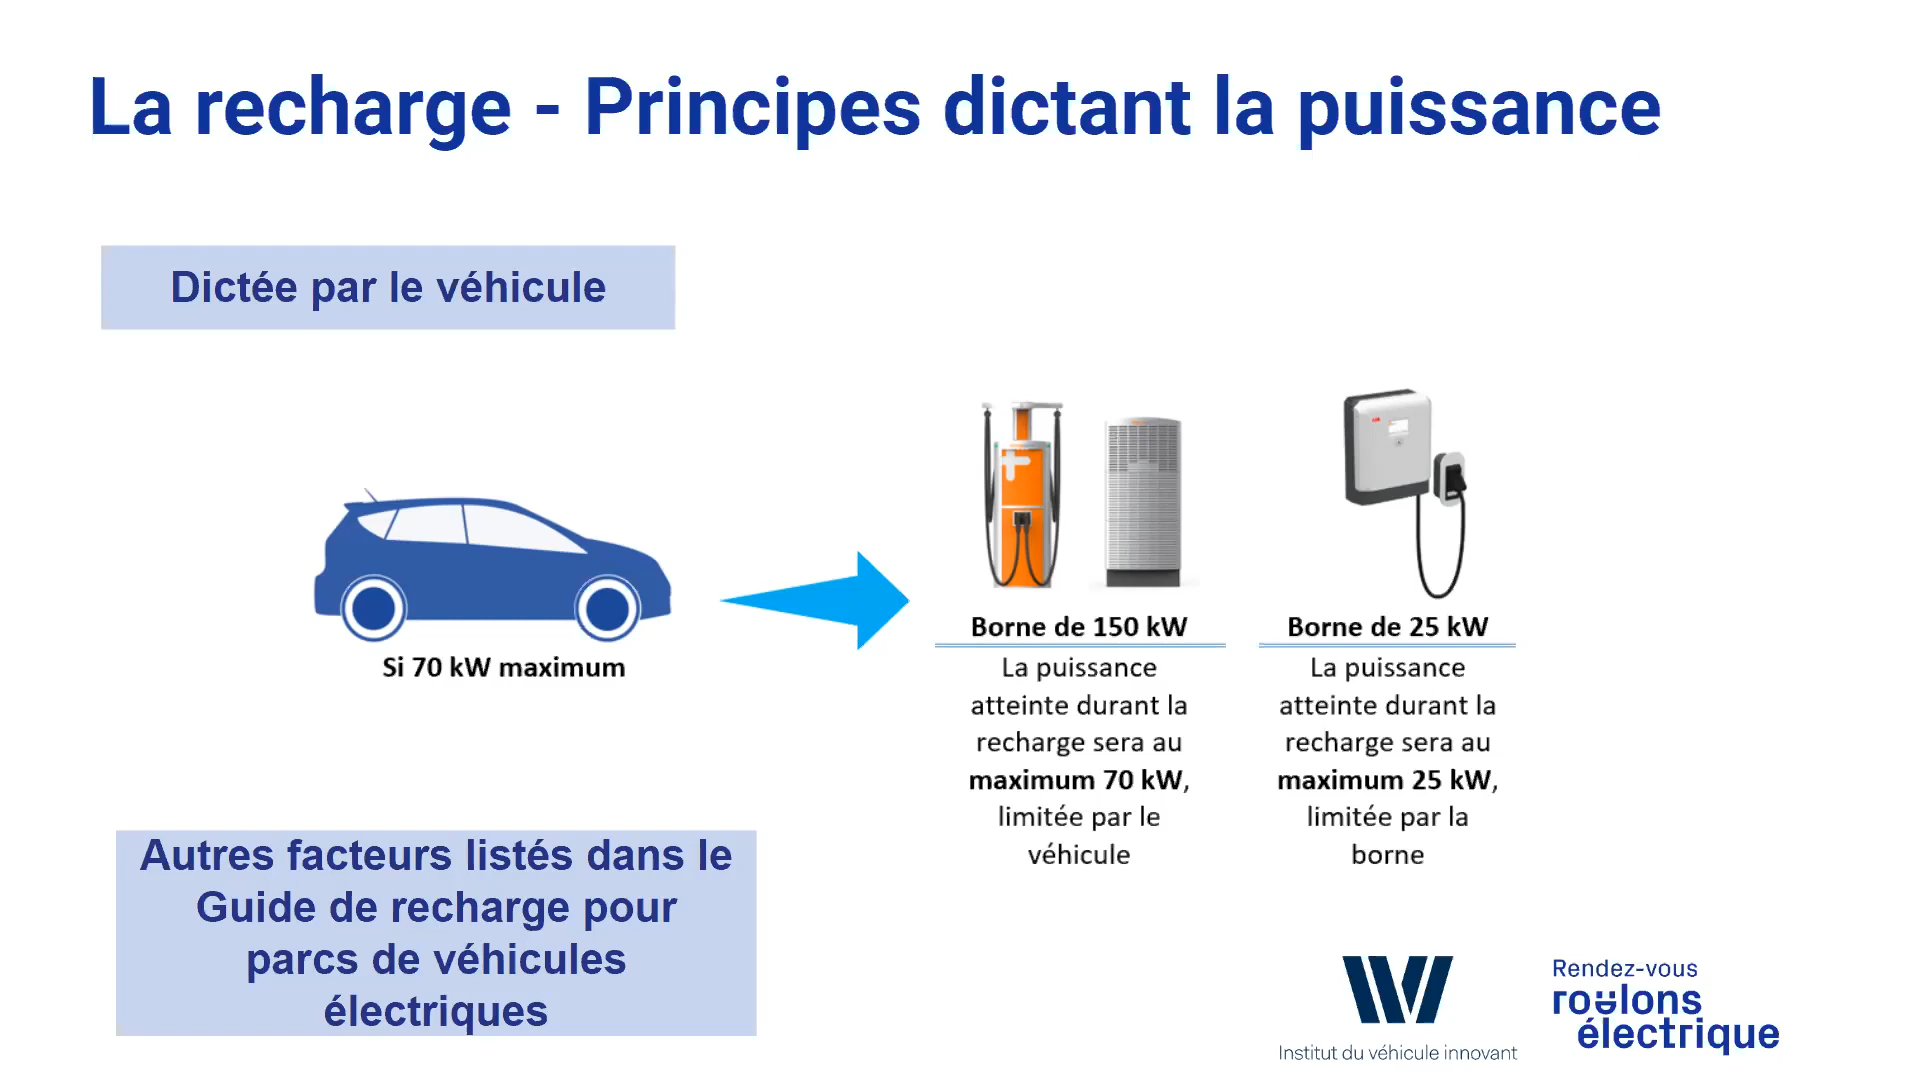 La recharge - Principes dictant la puissance
Dictée par le véhicule
Si 70 kW maximum
Borne de 150 kW
La puissance
atteinte durant la
recharge sera au
maximum 70 kW,
limitée par le
véhicule
Borne de 25 kW
La puissance
atteinte durant la
recharge sera au
maximum 25 kW,
limitée par la
borne
Autres facteurs listés dans le
Guide de recharge pour
parcs de véhicules
électriques
Institut du véhicule innovant
Rendez-vous
roulons
électrique